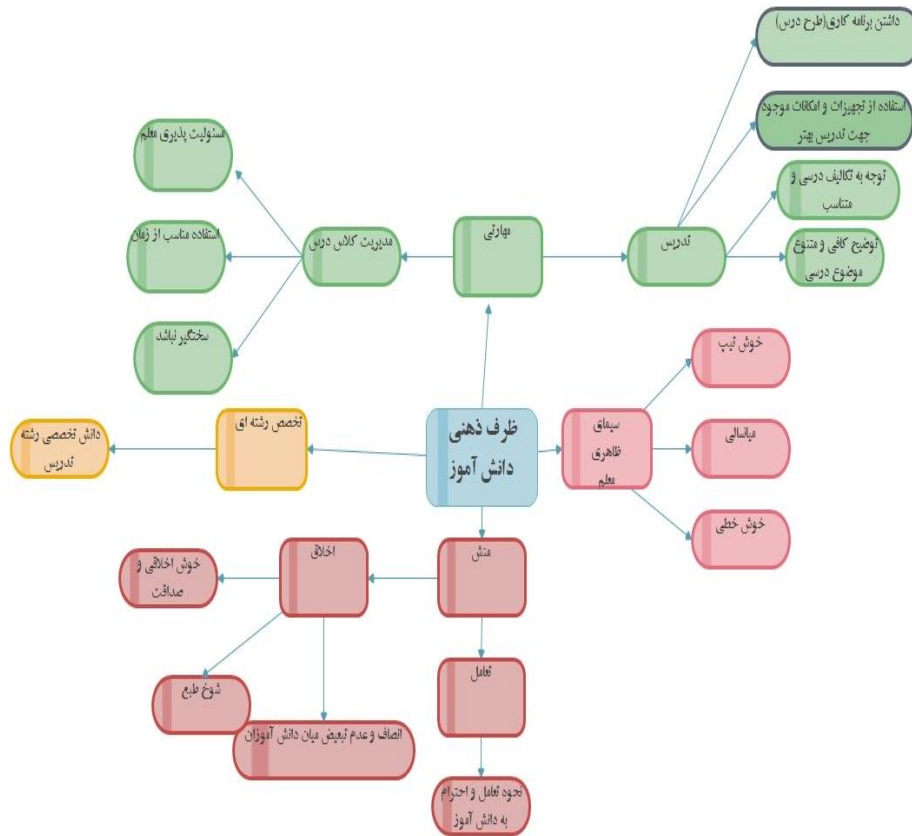 داشتن برنامه کاری(طرح درس)
استفاده از تجهیزات و امکانات موجود
جهت تدریس بهتر
توجه به تکالیف درسی و
متناسب
توضیح کافی و متنوع
موضوع درسی
تدریس
مهارتی
مدیریت کلاس درس
مسئولیت پذیری معلم
استفاده مناسب از زمان
سختگیر نباشد
خوش تیپ
میانسالی
خوش خطی
سیمای
ظاهری
معلم
ظرف ذهنی
دانش آموز
تخصص رشته ای
دانش تخصصی رشته
تدریس
منش
اخلاق
خوش اخلاقی و
صداقت
شوخ طبع
انصاف و عدم تبعیض میان دانش آموزان
تعامل
نحوه تعامل و احترام
به دانش آموز